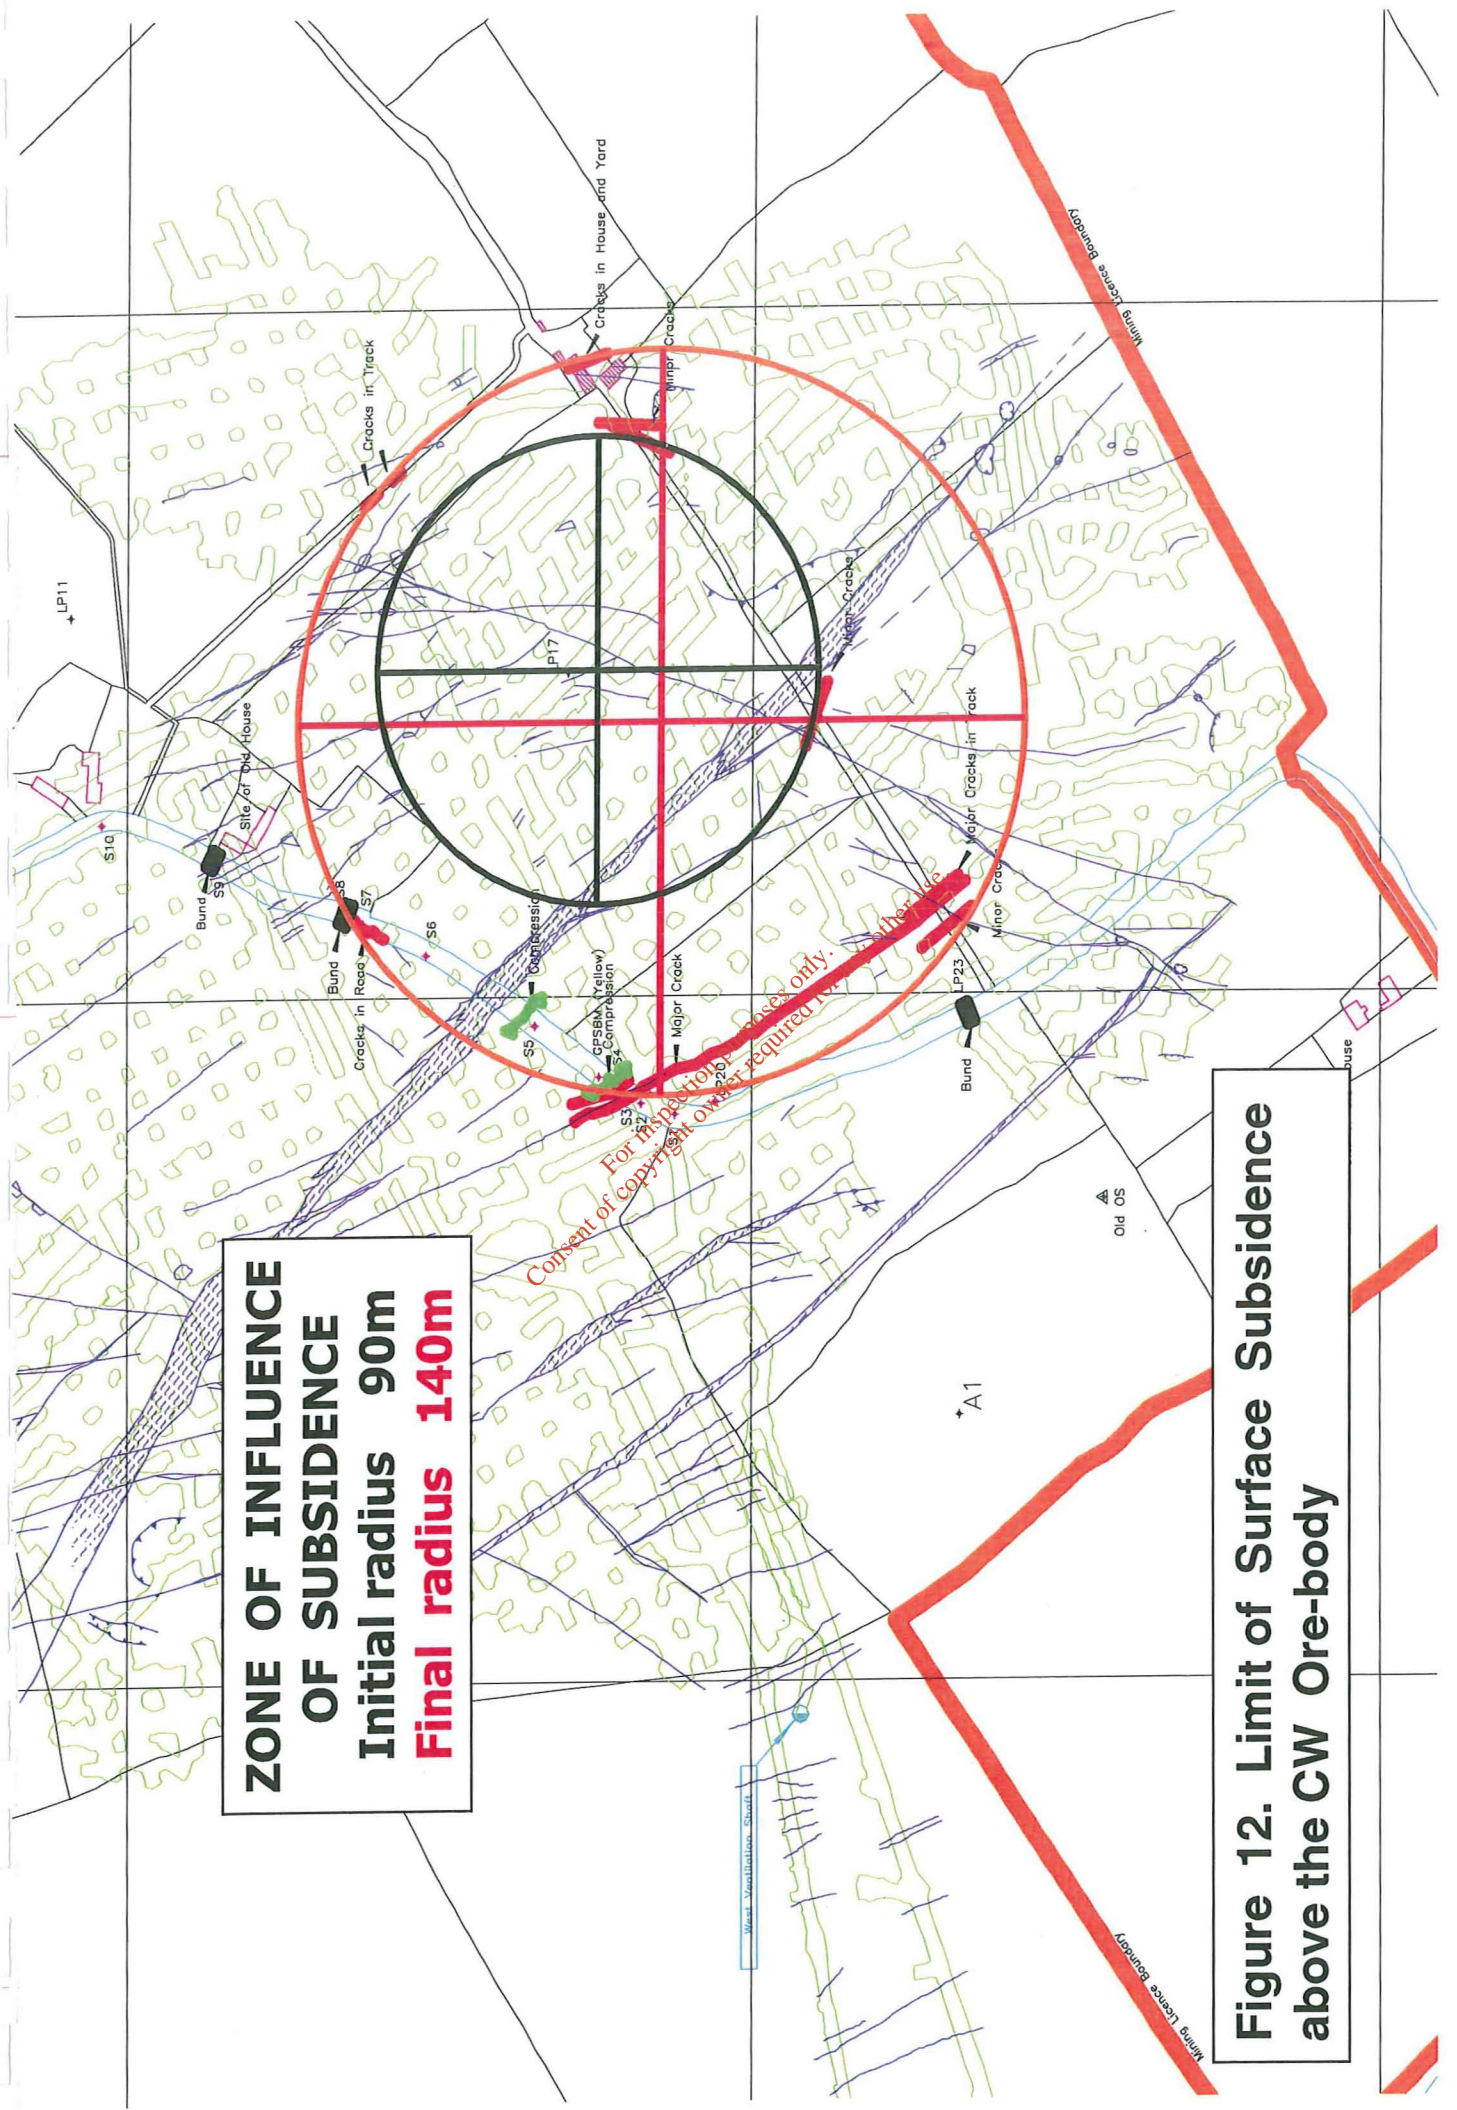 ZONE OF INFLUENCE
OF SUBSIDENCE
Initial radius 90m
Final radius 140m
Figure 12. Limit of Surface Subsidence
above the CW Ore-body
LP11
S10
Bund
S9
Site of Old House
Cracks in Track
Cracks in House and Yard
Minor Cracks
Bund
S8
S7
Cracks in Road
S6
LP17
Compression
S5
GPSBM (Yellow)
Compression
S4
S3
S2
S1
LP20
Major Crack
Minor Cracks
Major Cracks in Track
Minor Cracks
LP23
Bund
Mining Licence Boundary
West Ventilation Shaft
A1
Old OS
Mining Licence Boundary
For inspection purposes only.
Consent of copyright owner required for any other use.